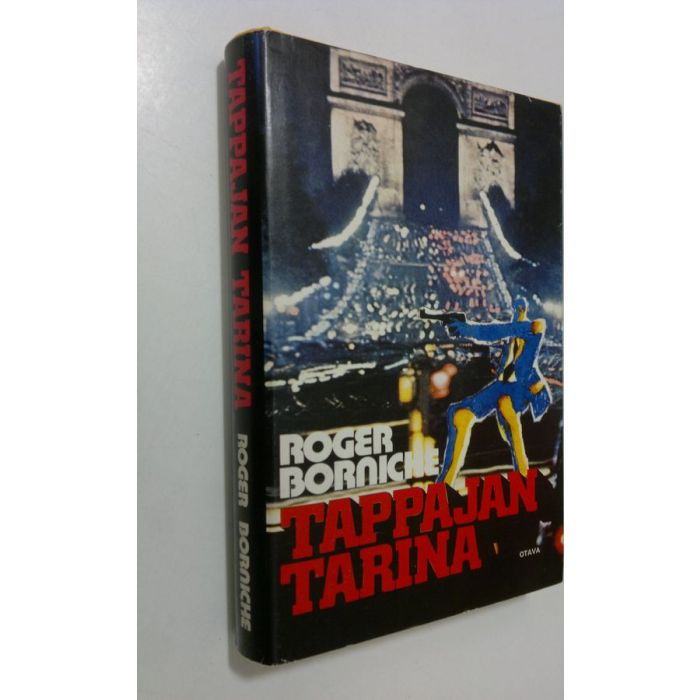 TAPPAJAN TARINA ROGER BORNICHE
ROGER
BORNICHE
TAPPAJAN
TARINA
OTAVA